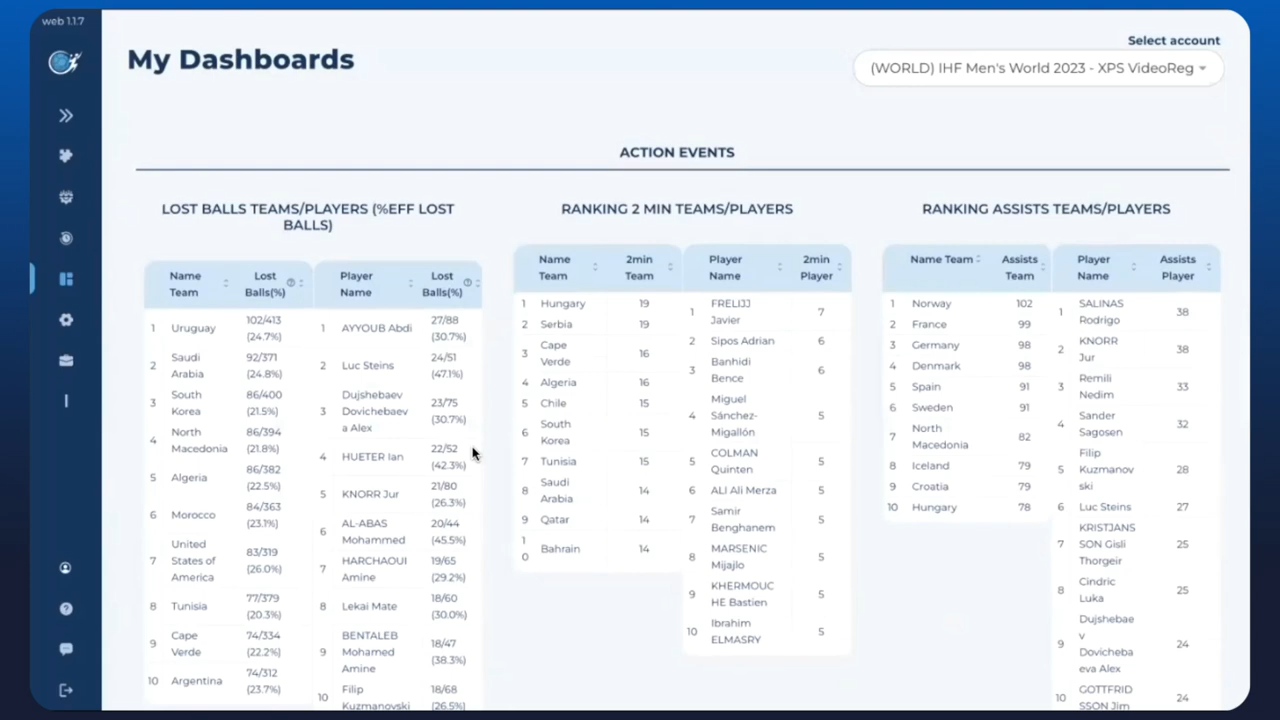 web 1.1.7
My Dashboards
Select account
(WORLD) IHF Men's World 2023 - XPS VideoReg
ACTION EVENTS
LOST BALLS TEAMS/PLAYERS (%EFF LOST
BALLS)
Name
Team
Lost
Balls(%)
Player
Name
Lost
Balls(%)
1 Uruguay 102/413
(24.7%)
2 Saudi
Arabia 92/371
(24.8%)
3 South
Korea 86/400
(21.5%)
4 North
Macedonia 86/394
(21.8%)
5 Algeria 86/382
(22.5%)
6 Morocco 84/363
(23.1%)
7 United
States of
America 83/319
(26.0%)
8 Tunisia 77/379
(20.3%)
9 Cape
Verde 74/334
(22.2%)
10 Argentina 74/312
(23.7%)
1 AYYOUB Abdi 27/88
(30.7%)
2 Luc Steins 24/51
(47.1%)
3 Dujshebaev
Dovichebaev
a Alex 23/75
(30.7%)
4 HUETER Ian 22/52
(42.3%)
5 KNORR Jur 21/80
(26.3%)
6 AL-ABAS
Mohammed 20/44
(45.5%)
7 HARCHAOUI
Amine 19/65
(29.2%)
8 Lekai Mate 18/60
(30.0%)
9 BENTALEB
Mohamed
Amine 18/47
(38.3%)
10 Filip
Kuzmanovski 18/68
(26.5%)
RANKING 2 MIN TEAMS/PLAYERS
Name
Team
2min
Team
Player
Name
2min
Player
1 Hungary 19
2 Serbia 19
3 Cape
Verde 16
4 Algeria 16
5 Chile 15
6 South
Korea 15
7 Tunisia 15
8 Saudi
Arabia 14
9 Qatar 14
1
0 Bahrain 14
1 FRELIJJ
Javier 7
2 Sipos Adrian 6
3 Banhidi
Bence 6
4 Miguel
Sánchez-
Migallón 5
5 COLMAN
Quinten 5
6 ALI Ali Merza 5
7 Samir
Benghanem 5
8 MARSENIC
Mijajlo 5
9 KHERMOUC
HE Bastien 5
10 Ibrahim
ELMASRY 5
RANKING ASSISTS TEAMS/PLAYERS
Name Team
Assists
Team
Player
Name
Assists
Player
1 Norway 102
2 France 99
3 Germany 98
4 Denmark 98
5 Spain 91
6 Sweden 91
7 North
Macedonia 82
8 Iceland 79
9 Croatia 79
10 Hungary 78
1 SALINAS
Rodrigo 38
2 KNORR
Jur 38
3 Remili
Nedim 33
4 Sander
Sagosen 32
5 Filip
Kuzmanov
ski 28
6 Luc Steins 27
7 KRISTJANS
SON Gisli
Thorgeir 25
8 Cindric
Luka 25
9 Dujshebae
v
Dovicheba
eva Alex 24
10 GOTTFRID
SSON Jim 24